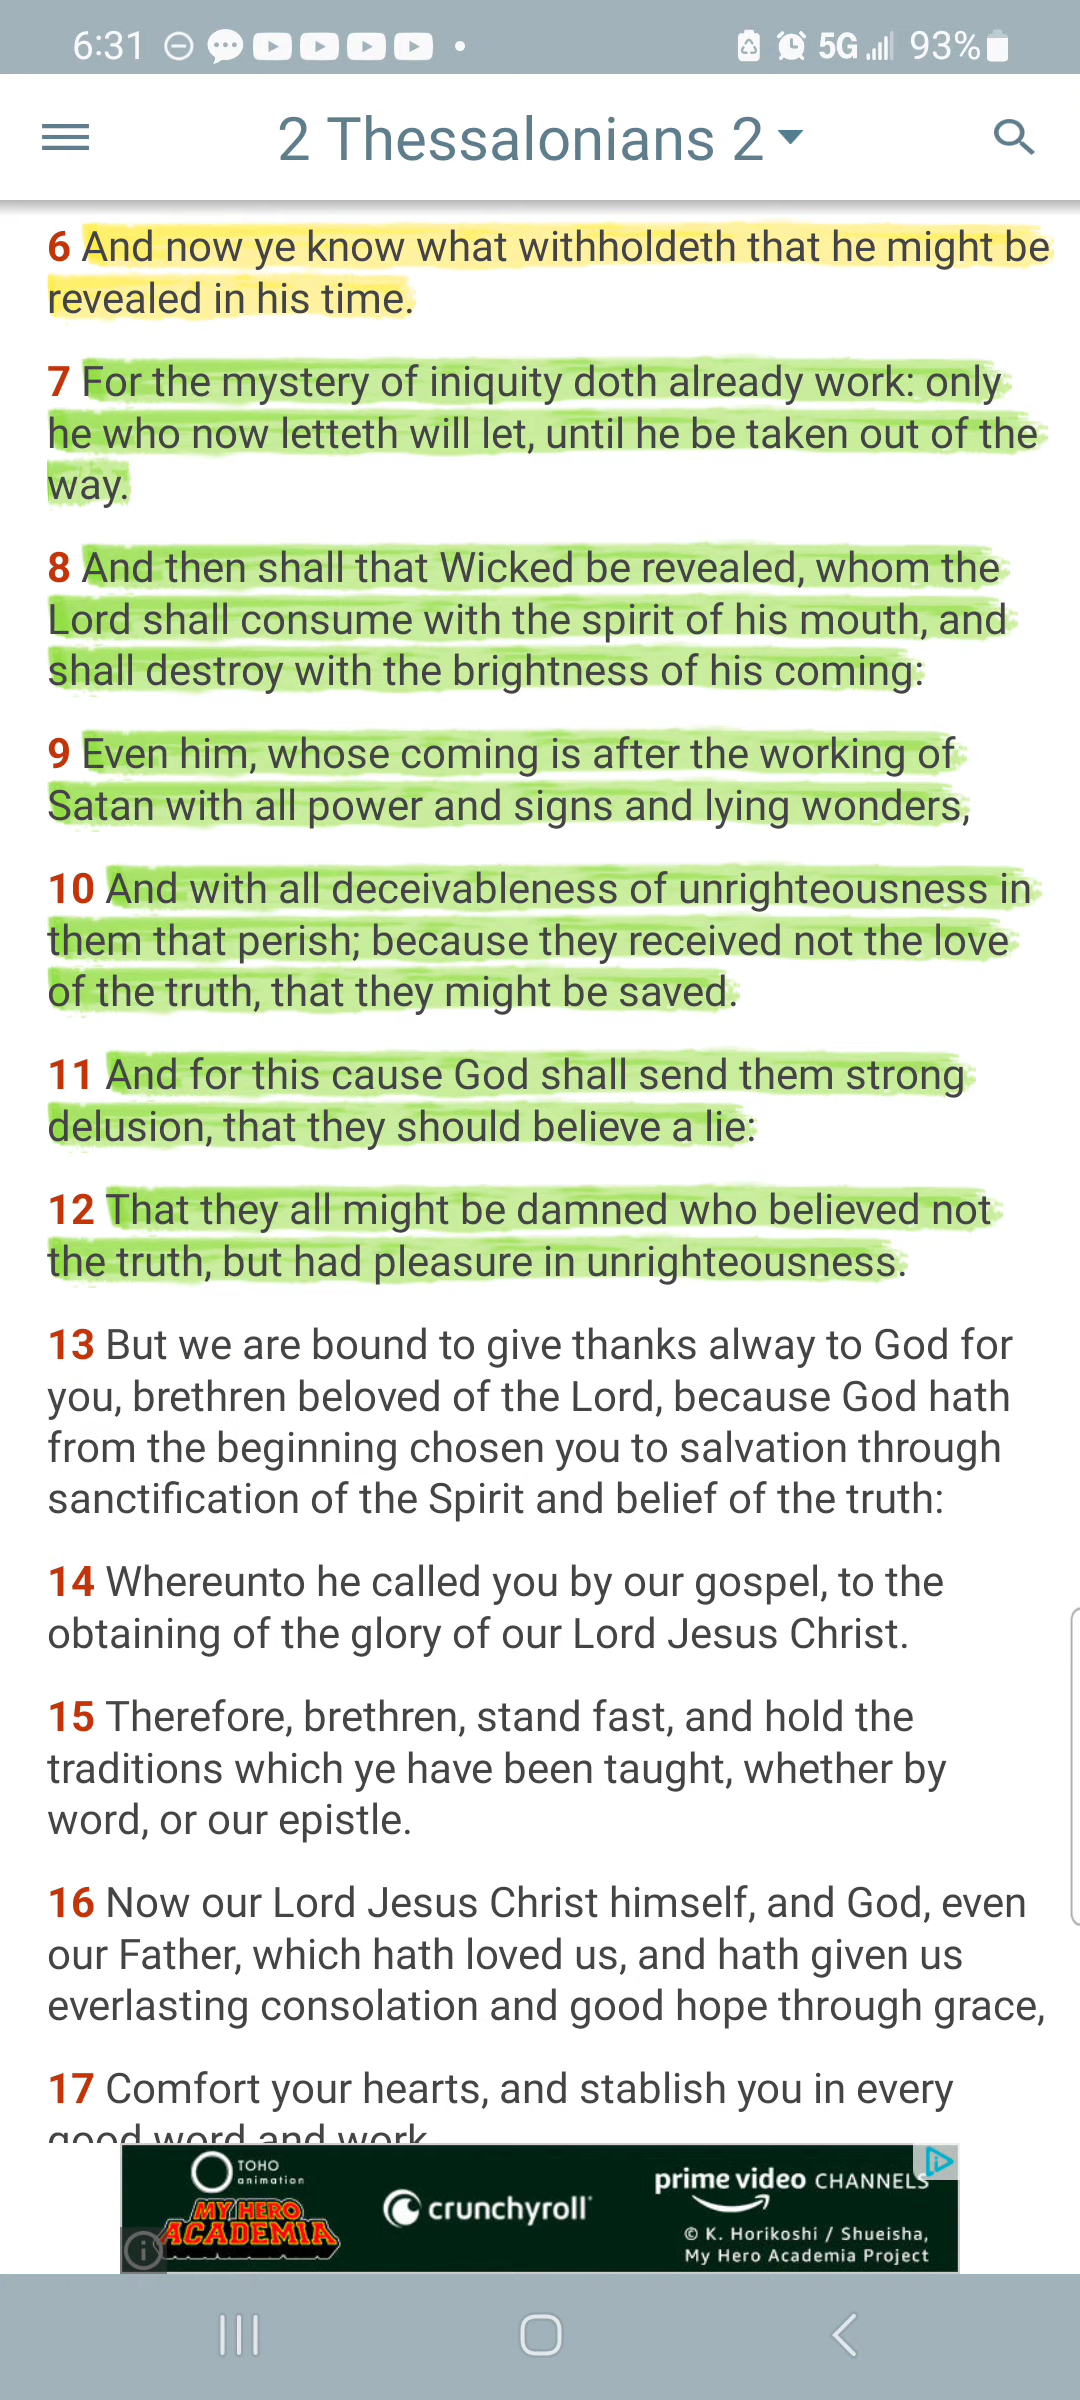 6:31 5G 93%
2 Thessalonians 2
6 And now ye know what withholdeth that he might be
revealed in his time.
7 For the mystery of iniquity doth already work: only
he who now letteth will let, until he be taken out of the
way.
8 And then shall that Wicked be revealed, whom the
Lord shall consume with the spirit of his mouth, and
shall destroy with the brightness of his coming:
9 Even him, whose coming is after the working of
Satan with all power and signs and lying wonders,
10 And with all deceivableness of unrighteousness in
them that perish; because they received not the love
of the truth, that they might be saved.
11 And for this cause God shall send them strong
delusion, that they should believe a lie:
12 That they all might be damned who believed not
the truth, but had pleasure in unrighteousness.
13 But we are bound to give thanks alway to God for
you, brethren beloved of the Lord, because God hath
from the beginning chosen you to salvation through
sanctification of the Spirit and belief of the truth:
14 Whereunto he called you by our gospel, to the
obtaining of the glory of our Lord Jesus Christ.
15 Therefore, brethren, stand fast, and hold the
traditions which ye have been taught, whether by
word, or our epistle.
16 Now our Lord Jesus Christ himself, and God, even
our Father, which hath loved us, and hath given us
everlasting consolation and good hope through grace,
17 Comfort your hearts, and stablish you in every
good word and work
TOHO
animation
MY HERO
ACADEMIA
crunchyroll
prime video CHANNELS
© K. Horikoshi / Shueisha,
My Hero Academia Project